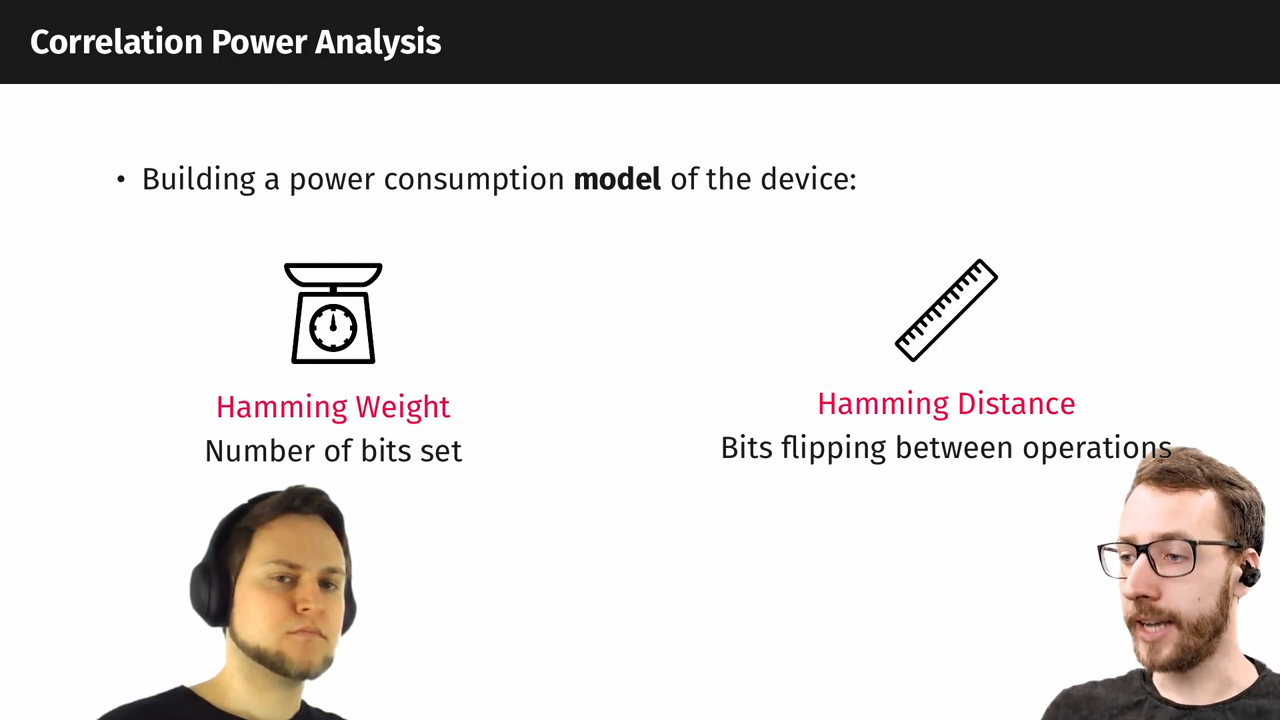 Correlation Power Analysis
• Building a power consumption model of the device:
Hamming Weight
Number of bits set
Hamming Distance
Bits flipping between operations